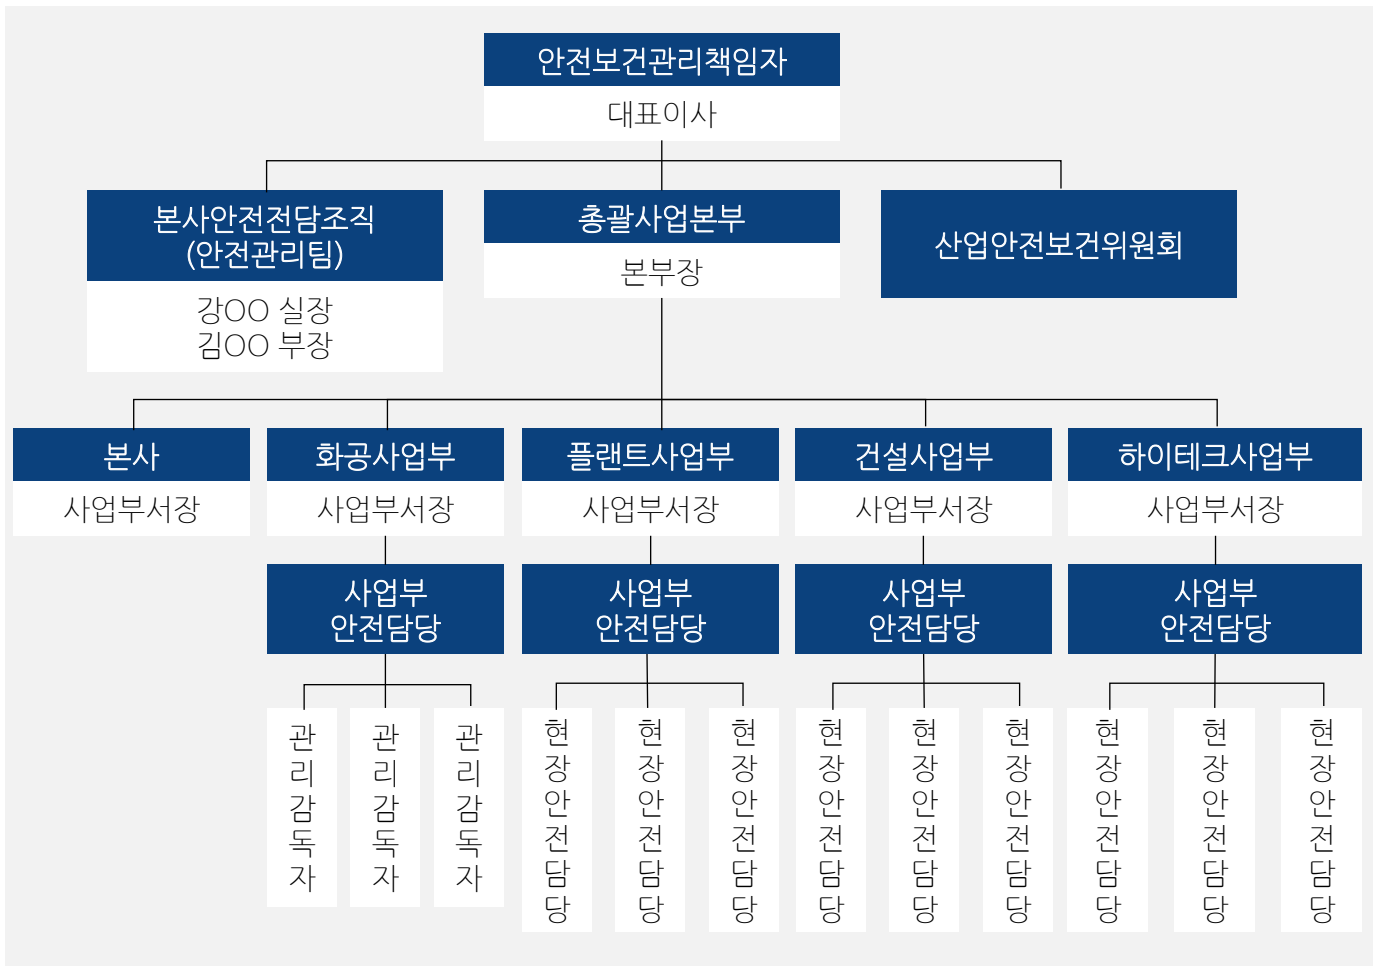 안전보건관리책임자
대표이사
본사안전전담조직
(안전관리팀)
강OO 실장
김OO 부장
총괄사업본부
본부장
산업안전보건위원회
본사
사업부서장
화공사업부
사업부서장
플랜트사업부
사업부서장
건설사업부
사업부서장
하이테크사업부
사업부서장
사업부
안전담당
사업부
안전담당
사업부
안전담당
사업부
안전담당
관리감독자
관리감독자
관리감독자
현장안전담당
현장안전담당
현장안전담당
현장안전담당
현장안전담당
현장안전담당
현장안전담당
현장안전담당
현장안전담당